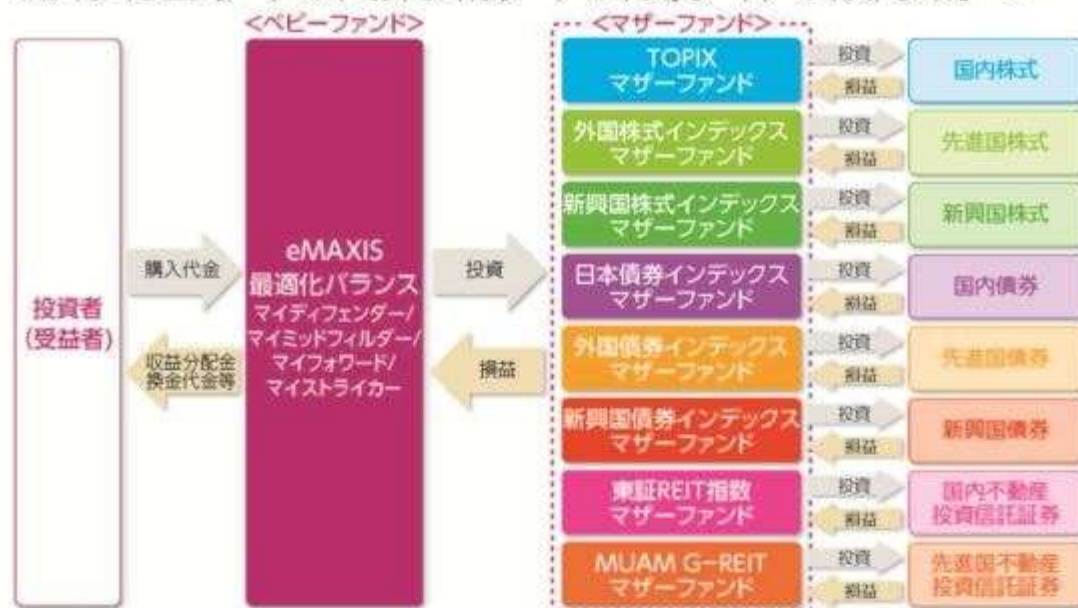 <ベビーファンド>
<マザーファンド>
投資者
(受益者)
購入代金
収益分配金
換金代金等
eMAXIS
最適化バランス
マイディフェンダー/
マイミッドフィルダー/
マイフォワード/
マイストライカー
投資
損益
TOPIX
マザーファンド
投資
損益
国内株式
外国株式インデックス
マザーファンド
投資
損益
先進国株式
新興国株式インデックス
マザーファンド
投資
損益
新興国株式
日本債券インデックス
マザーファンド
投資
損益
国内債券
外国債券インデックス
マザーファンド
投資
損益
先進国債券
新興国債券インデックス
マザーファンド
投資
損益
新興国債券
東証REIT指数
マザーファンド
投資
損益
国内不動産
投資信託証券
MUAM G-REIT
マザーファンド
投資
損益
先進国不動産
投資信託証券